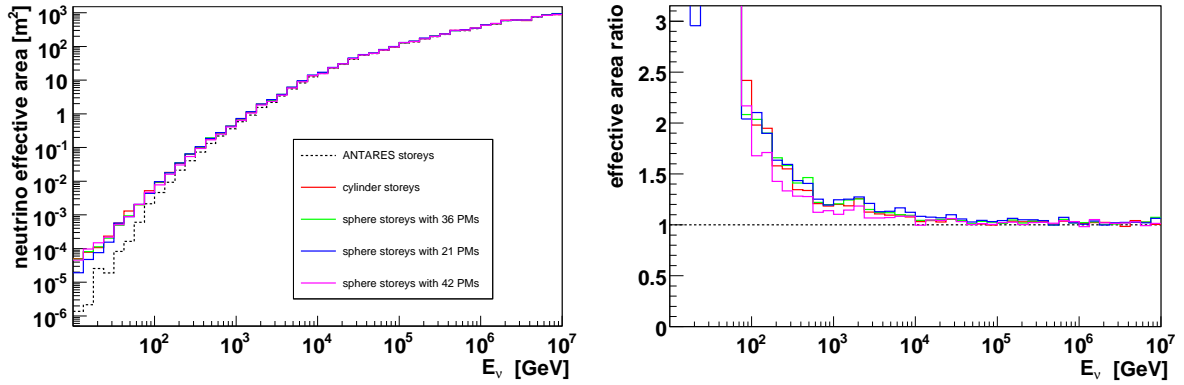 neutrino effective area [m²]
10³
10²
10
1
10⁻¹
10⁻²
10⁻³
10⁻⁴
10⁻⁵
10⁻⁶
ANTARES storeys
cylinder storeys
sphere storeys with 36 PMs
sphere storeys with 21 PMs
sphere storeys with 42 PMs
10² 10³ 10⁴ 10⁵ 10⁶ 10⁷
Eᵥ [GeV]
effective area ratio
3
2.5
2
1.5
1
0.5
0
10² 10³ 10⁴ 10⁵ 10⁶ 10⁷
Eᵥ [GeV]